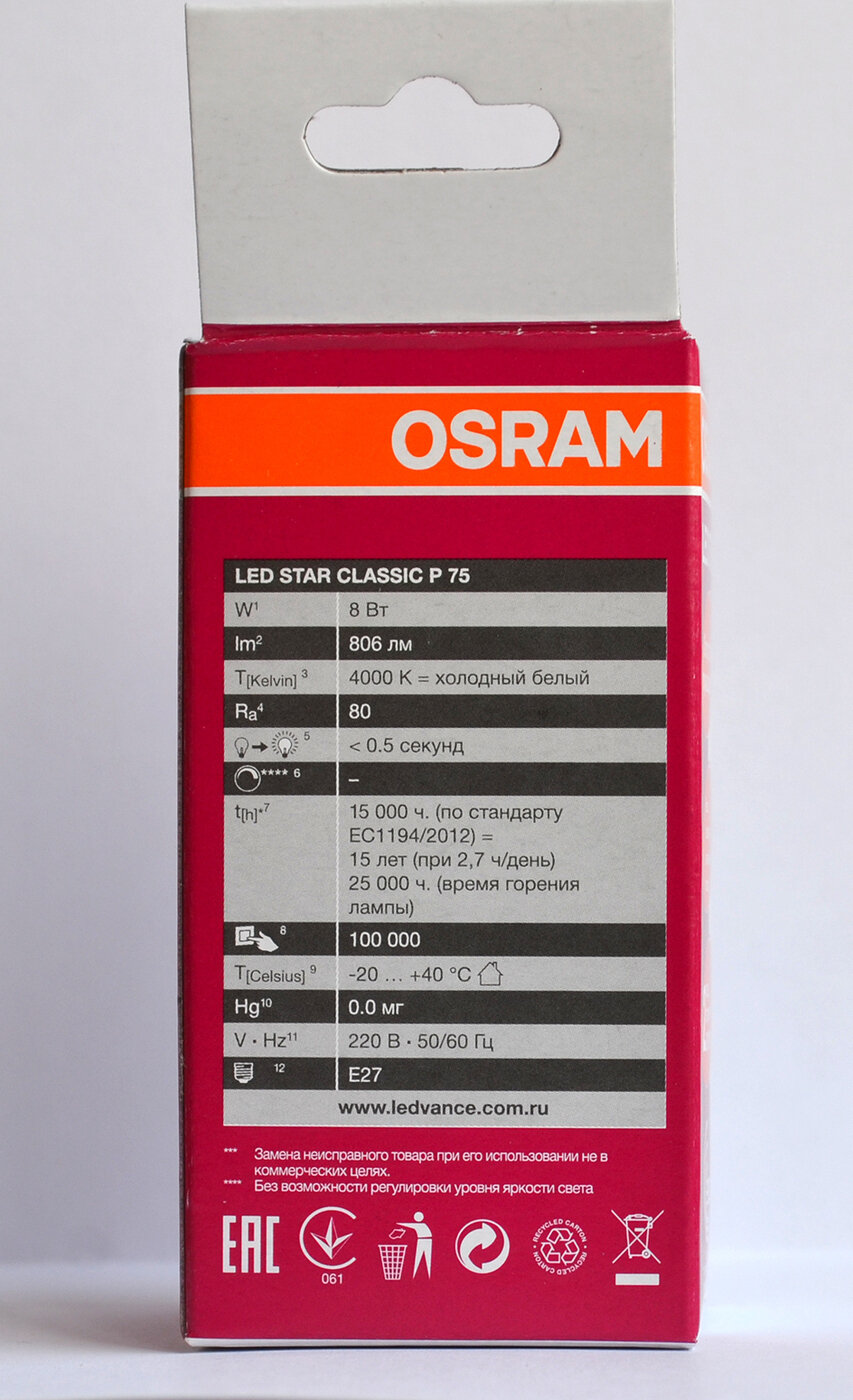 OSRAM
LED STAR CLASSIC P 75
W¹ 8 Вт
lm² 806 лм
T[Kelvin] ³ 4000 K = холодный белый
Ra⁴ 80
⁵ < 0.5 секунд
**** ⁶ –
t[h]*⁷ 15 000 ч. (по стандарту
EC1194/2012) =
15 лет (при 2,7 ч/день)
25 000 ч. (время горения
лампы)
⁸ 100 000
T[Celsius] ⁹ -20 ... +40 °C
Hg¹⁰ 0.0 мг
V · Hz¹¹ 220 В · 50/60 Гц
¹² E27
www.ledvance.com.ru
*** Замена неисправного товара при его использовании не в
коммерческих целях.
**** Без возможности регулировки уровня яркости света
EAC
061
RECYCLED CARTON • RECYCLED CARTON •